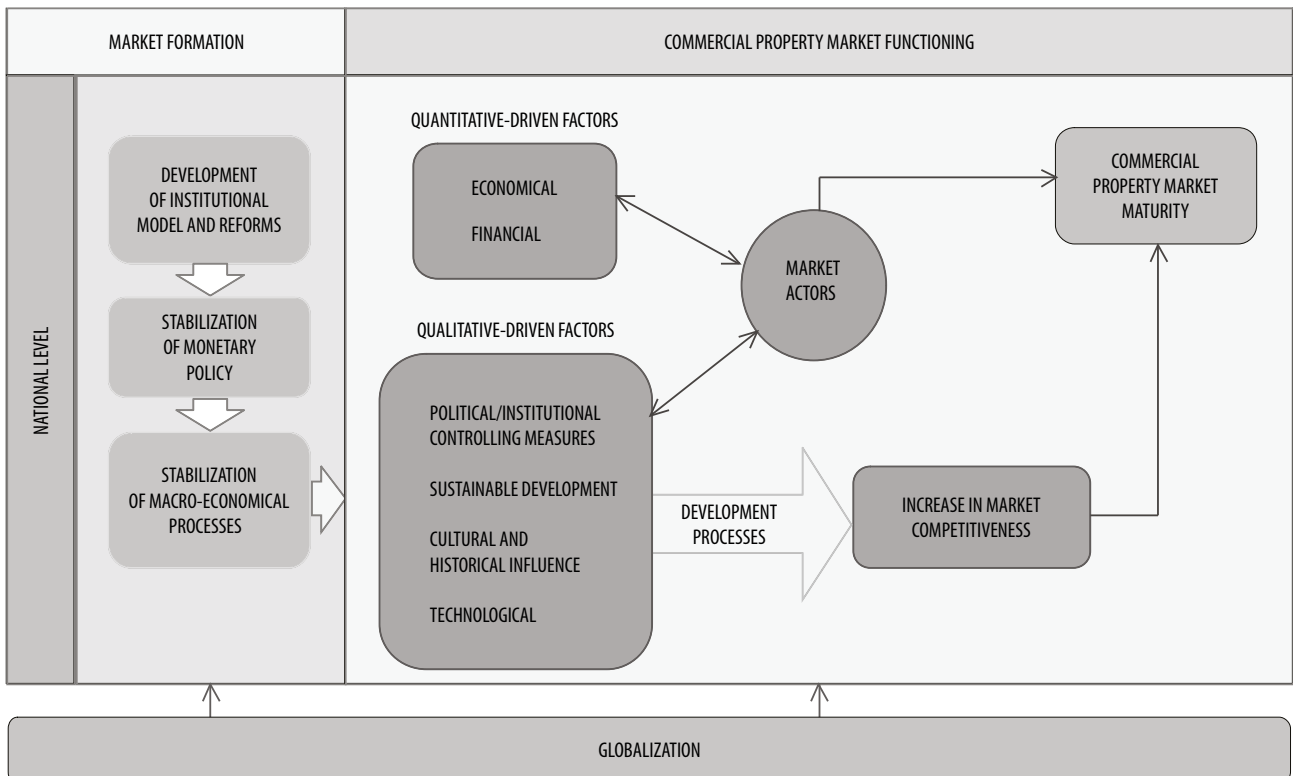 MARKET FORMATION
COMMERCIAL PROPERTY MARKET FUNCTIONING
NATIONAL LEVEL
DEVELOPMENT
OF INSTITUTIONAL
MODEL AND REFORMS
STABILIZATION
OF MONETARY
POLICY
STABILIZATION
OF MACRO-ECONOMICAL
PROCESSES
QUANTITATIVE-DRIVEN FACTORS
ECONOMICAL
FINANCIAL
QUALITATIVE-DRIVEN FACTORS
POLITICAL/INSTITUTIONAL
CONTROLLING MEASURES
SUSTAINABLE DEVELOPMENT
CULTURAL AND
HISTORICAL INFLUENCE
TECHNOLOGICAL
MARKET
ACTORS
COMMERCIAL
PROPERTY MARKET
MATURITY
DEVELOPMENT
PROCESSES
INCREASE IN MARKET
COMPETITIVENESS
GLOBALIZATION